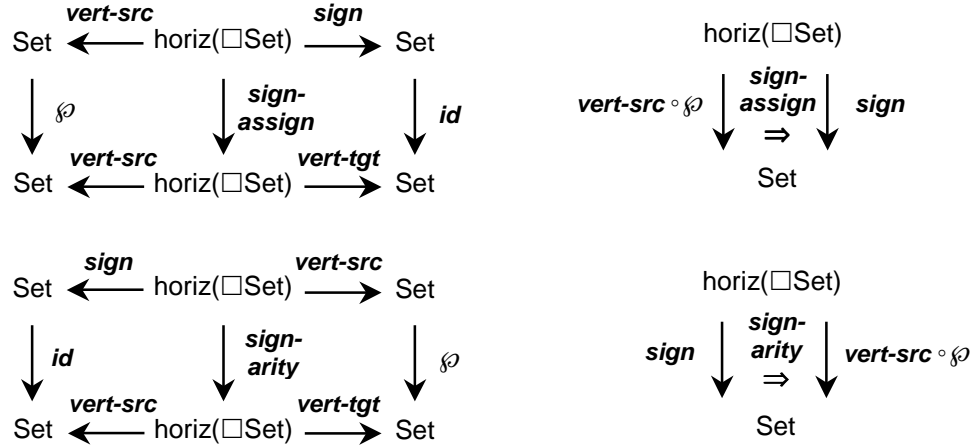 vert-src sign
Set horiz(□Set) Set
℘ sign-assign id
vert-src vert-tgt
Set horiz(□Set) Set
horiz(□Set)
vert-src ∘ ℘ sign-assign ⇒ sign
Set
sign vert-src
Set horiz(□Set) Set
id sign-arity ℘
vert-src vert-tgt
Set horiz(□Set) Set
horiz(□Set)
sign sign-arity ⇒ vert-src ∘ ℘
Set